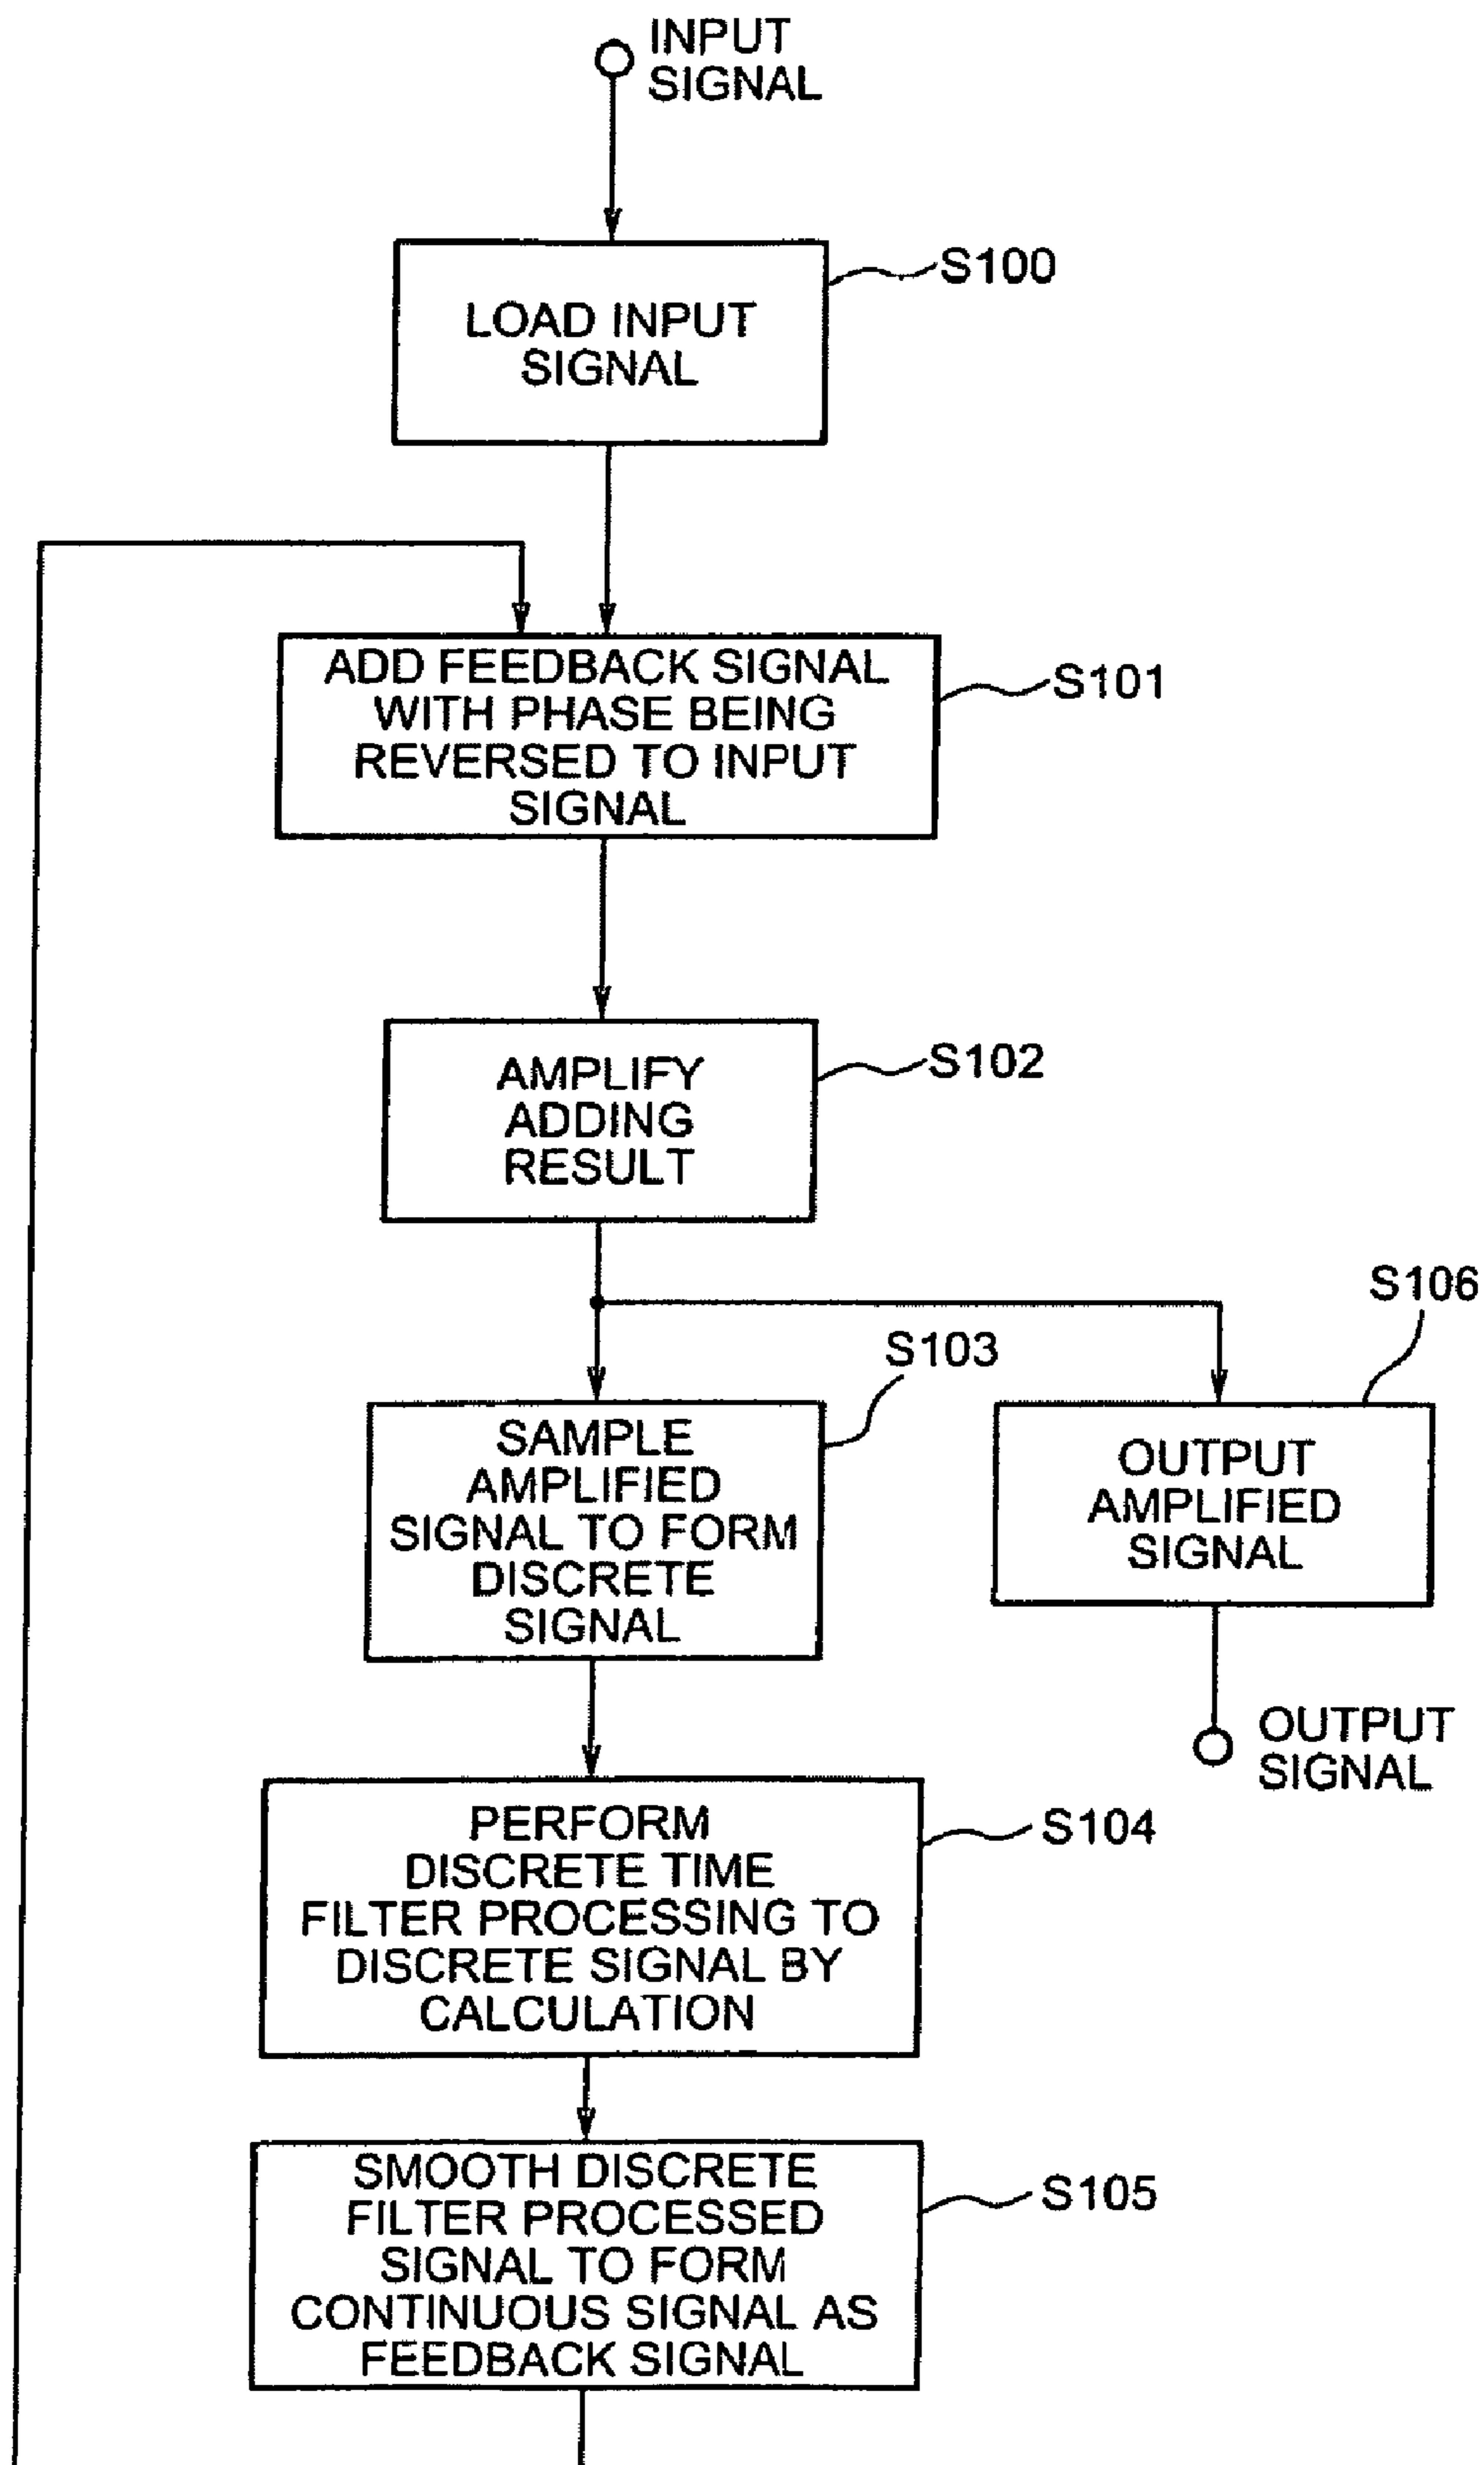 INPUT
SIGNAL
S100
LOAD INPUT
SIGNAL
ADD FEEDBACK SIGNAL
WITH PHASE BEING
REVERSED TO INPUT
SIGNAL
S101
AMPLIFY
ADDING
RESULT
S102
S106
S103
SAMPLE
AMPLIFIED
SIGNAL TO FORM
DISCRETE
SIGNAL
OUTPUT
AMPLIFIED
SIGNAL
OUTPUT
SIGNAL
PERFORM
DISCRETE TIME
FILTER PROCESSING TO
DISCRETE SIGNAL BY
CALCULATION
S104
SMOOTH DISCRETE
FILTER PROCESSED
SIGNAL TO FORM
CONTINUOUS SIGNAL AS
FEEDBACK SIGNAL
S105